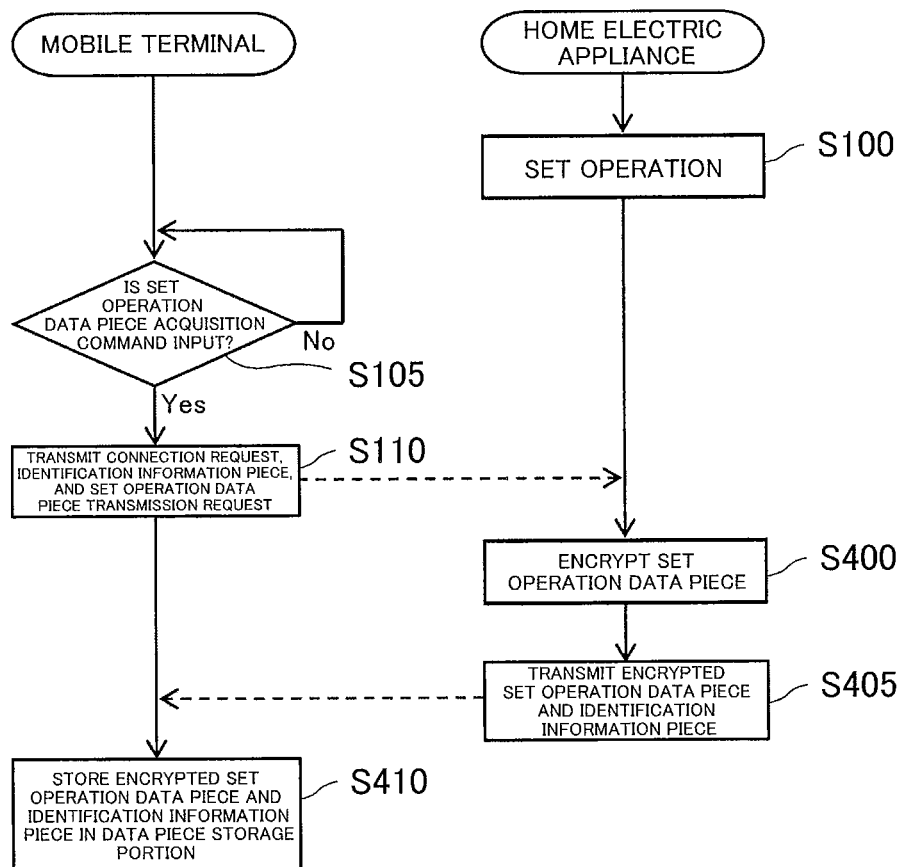 MOBILE TERMINAL
HOME ELECTRIC
APPLIANCE
SET OPERATION
S100
IS SET
OPERATION
DATA PIECE ACQUISITION
COMMAND INPUT?
No
S105
Yes
TRANSMIT CONNECTION REQUEST,
IDENTIFICATION INFORMATION PIECE,
AND SET OPERATION DATA
PIECE TRANSMISSION REQUEST
S110
ENCRYPT SET
OPERATION DATA PIECE
S400
TRANSMIT ENCRYPTED
SET OPERATION DATA PIECE
AND IDENTIFICATION
INFORMATION PIECE
S405
STORE ENCRYPTED SET
OPERATION DATA PIECE AND
IDENTIFICATION INFORMATION
PIECE IN DATA PIECE STORAGE
PORTION
S410